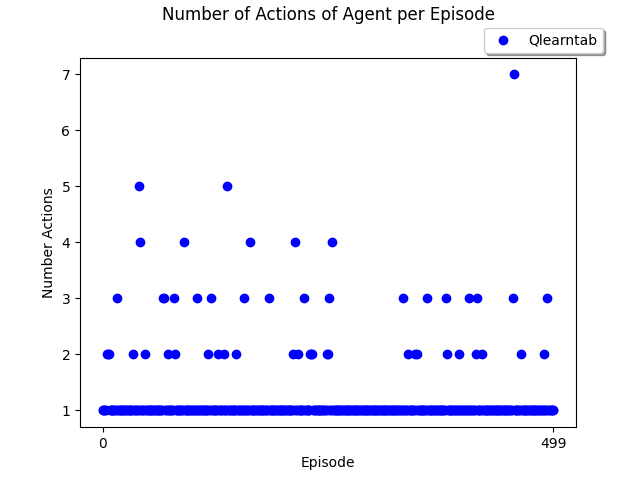 Number of Actions of Agent per Episode
Qlearntab
7
6
5
4
3
2
1
Number Actions
0
499
Episode